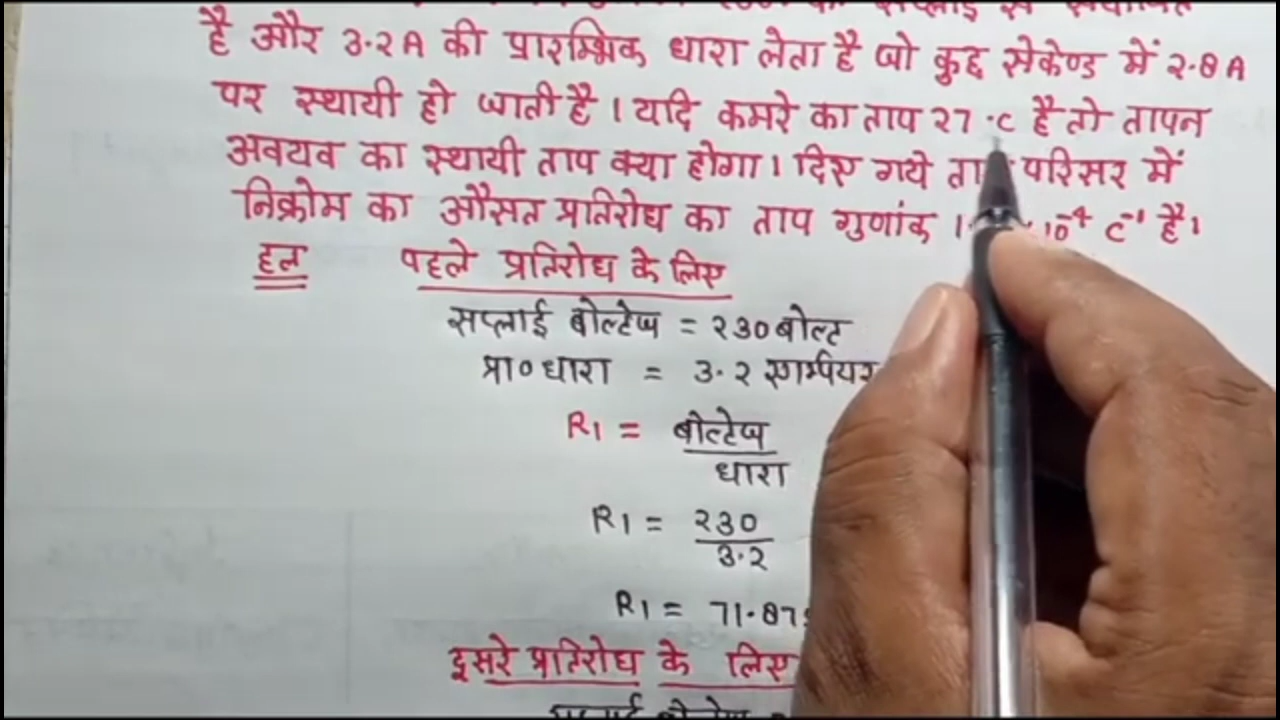 है और 3.2A की प्रारम्भिक धारा लेता है जो कुछ सेकेण्ड में 2.8A
पर स्थायी हो जाती है । यदि कमरे का ताप 27 °C है तो तापन
अवयव का स्थायी ताप क्या होगा । दिए गये परिसर में
निक्रोम का औसत प्रतिरोध का ताप गुणांक 10⁻⁴ C⁻¹ है ।
हल पहले प्रतिरोध के लिए
सप्लाई बोल्टेज = 230 बोल्ट
प्रा० धारा = 3.2 एम्पियर
R1 = बोल्टेज
धारा
R1 = 230
3.2
R1 = 71.875
दुसरे प्रतिरोध के लिए